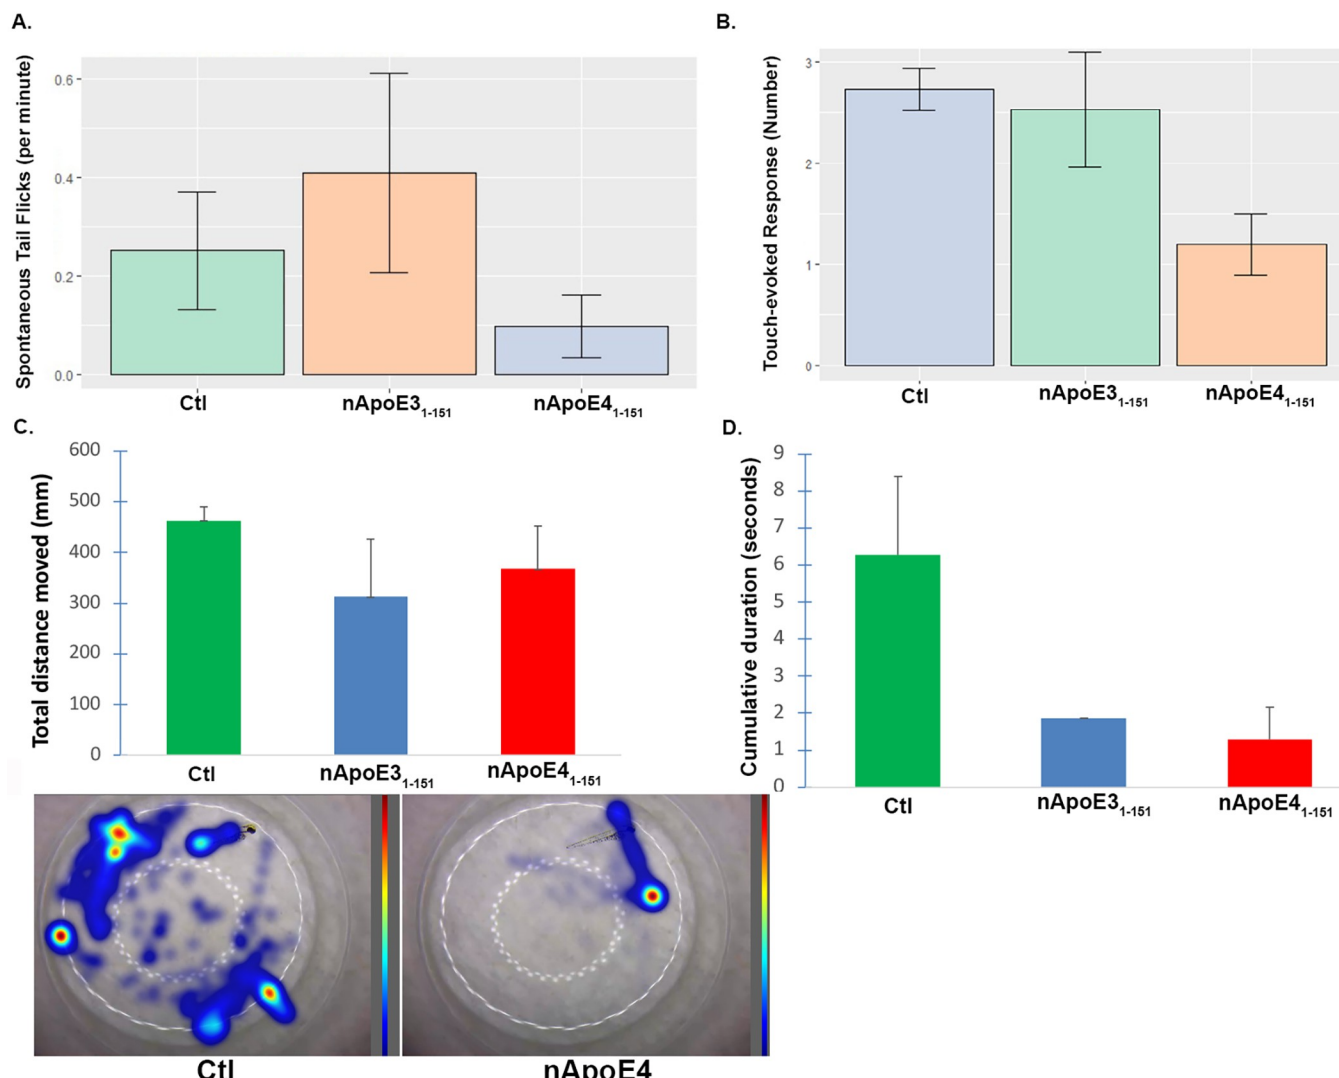 A.
Spontaneous Tail Flicks (per minute)
0.6
0.4
0.2
0.0
Ctl nApoE3₁₋₁₅₁ nApoE4₁₋₁₅₁
B.
Touch-evoked Response (Number)
3
2
1
0
Ctl nApoE3₁₋₁₅₁ nApoE4₁₋₁₅₁
C.
Total distance moved (mm)
600
500
400
300
200
100
0
Ctl nApoE3₁₋₁₅₁ nApoE4₁₋₁₅₁
Ctl nApoE4
D.
Cumulative duration (seconds)
9
8
7
6
5
4
3
2
1
0
Ctl nApoE3₁₋₁₅₁ nApoE4₁₋₁₅₁